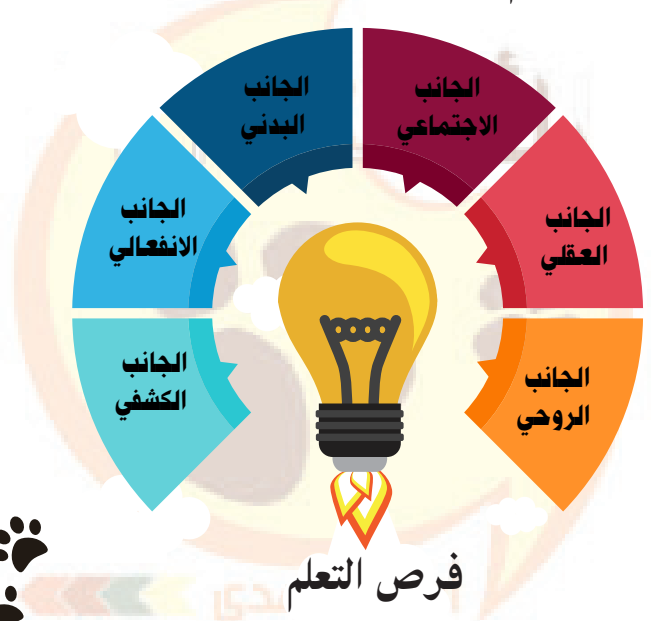 الجانب
الاجتماعي
الجانب
البدني
الجانب
العقلي
الجانب
الانفعالي
الجانب
الروحي
الجانب
الكشفي
فرص التعلم